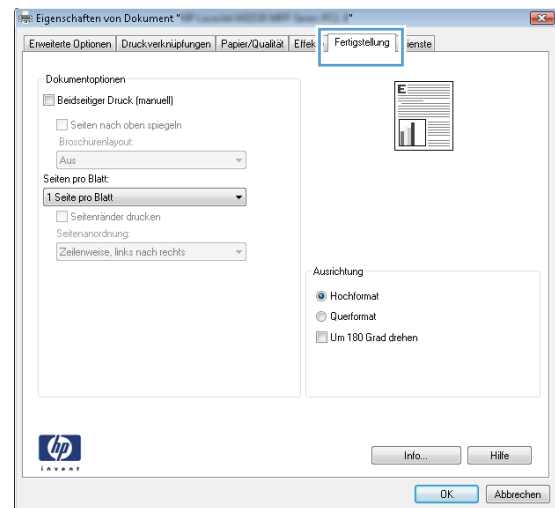 Eigenschaften von Dokument "
Erweiterte Optionen Druckverknüpfungen Papier/Qualität Effek Fertigstellung ienste
Dokumentoptionen
Beidseitiger Druck (manuell)
Seiten nach oben spiegeln
Broschürenlayout:
Aus
Seiten pro Blatt:
1 Seite pro Blatt
Seitenränder drucken
Seitenanordnung:
Zeilenweise, links nach rechts
E
Ausrichtung
Hochformat
Querformat
Um 180 Grad drehen
hp
invent
Info... Hilfe
OK Abbrechen